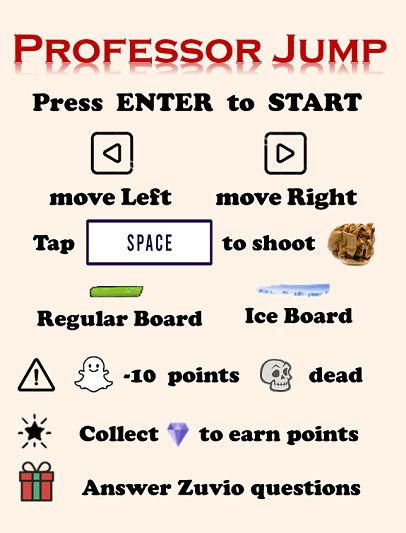 PROFESSOR JUMP
Press ENTER to START
move Left move Right
Tap SPACE to shoot
Regular Board Ice Board
-10 points dead
Collect to earn points
Answer Zuvio questions